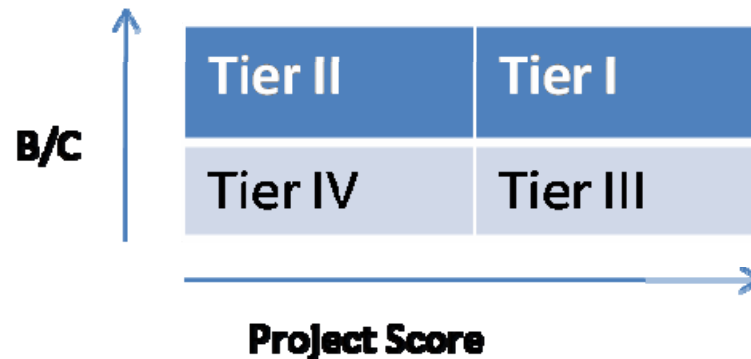 Tier II Tier I
B/C
Tier IV Tier III
Project Score